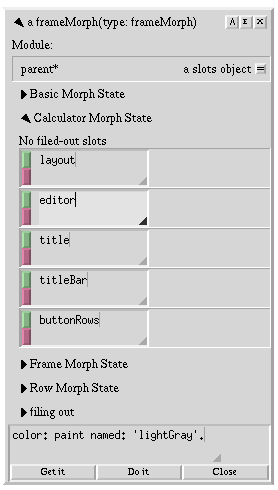 a frameMorph(type: frameMorph) A E X
Module:
parent* a slots object
Basic Morph State
Calculator Morph State
No filed-out slots
layout
editor
title
titleBar
buttonRows
Frame Morph State
Row Morph State
filing out
color: paint named: 'lightGray'.
Get it Do it Close